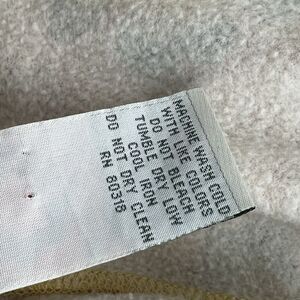 MACHINE WASH COLD
WITH LIKE COLORS
DO NOT BLEACH
TUMBLE DRY LOW
COOL IRON
DO NOT DRY CLEAN
RN 80318